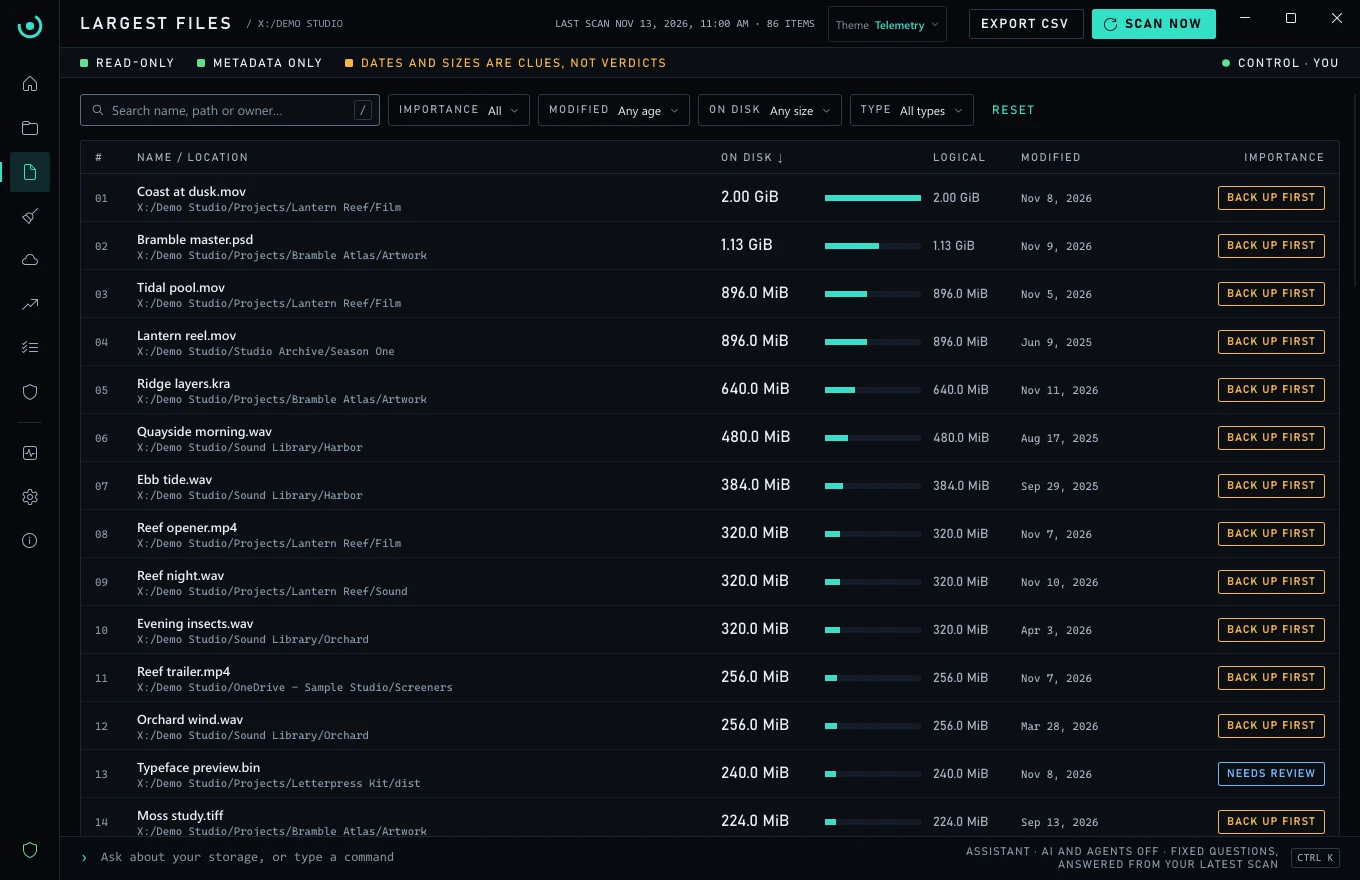 LARGEST FILES / X:/DEMO STUDIO
LAST SCAN NOV 13, 2026, 11:00 AM · 86 ITEMS
Theme Telemetry
EXPORT CSV
SCAN NOW
READ-ONLY
METADATA ONLY
DATES AND SIZES ARE CLUES, NOT VERDICTS
CONTROL · YOU
Search name, path or owner... /
IMPORTANCE All
MODIFIED Any age
ON DISK Any size
TYPE All types
RESET
# NAME / LOCATION ON DISK ↓ LOGICAL MODIFIED IMPORTANCE
01 Coast at dusk.mov 2.00 GiB 2.00 GiB Nov 8, 2026 BACK UP FIRST
X:/Demo Studio/Projects/Lantern Reef/Film
02 Bramble master.psd 1.13 GiB 1.13 GiB Nov 9, 2026 BACK UP FIRST
X:/Demo Studio/Projects/Bramble Atlas/Artwork
03 Tidal pool.mov 896.0 MiB 896.0 MiB Nov 5, 2026 BACK UP FIRST
X:/Demo Studio/Projects/Lantern Reef/Film
04 Lantern reel.mov 896.0 MiB 896.0 MiB Jun 9, 2025 BACK UP FIRST
X:/Demo Studio/Studio Archive/Season One
05 Ridge layers.kra 640.0 MiB 640.0 MiB Nov 11, 2026 BACK UP FIRST
X:/Demo Studio/Projects/Bramble Atlas/Artwork
06 Quayside morning.wav 480.0 MiB 480.0 MiB Aug 17, 2025 BACK UP FIRST
X:/Demo Studio/Sound Library/Harbor
07 Ebb tide.wav 384.0 MiB 384.0 MiB Sep 29, 2025 BACK UP FIRST
X:/Demo Studio/Sound Library/Harbor
08 Reef opener.mp4 320.0 MiB 320.0 MiB Nov 7, 2026 BACK UP FIRST
X:/Demo Studio/Projects/Lantern Reef/Film
09 Reef night.wav 320.0 MiB 320.0 MiB Nov 10, 2026 BACK UP FIRST
X:/Demo Studio/Projects/Lantern Reef/Sound
10 Evening insects.wav 320.0 MiB 320.0 MiB Apr 3, 2026 BACK UP FIRST
X:/Demo Studio/Sound Library/Orchard
11 Reef trailer.mp4 256.0 MiB 256.0 MiB Nov 7, 2026 BACK UP FIRST
X:/Demo Studio/OneDrive – Sample Studio/Screeners
12 Orchard wind.wav 256.0 MiB 256.0 MiB Mar 28, 2026 BACK UP FIRST
X:/Demo Studio/Sound Library/Orchard
13 Typeface preview.bin 240.0 MiB 240.0 MiB Nov 8, 2026 NEEDS REVIEW
X:/Demo Studio/Projects/Letterpress Kit/dist
14 Moss study.tiff 224.0 MiB 224.0 MiB Sep 13, 2026 BACK UP FIRST
X:/Demo Studio/Projects/Bramble Atlas/Artwork
› Ask about your storage, or type a command
ASSISTANT · AI AND AGENTS OFF · FIXED QUESTIONS,
ANSWERED FROM YOUR LATEST SCAN
CTRL K